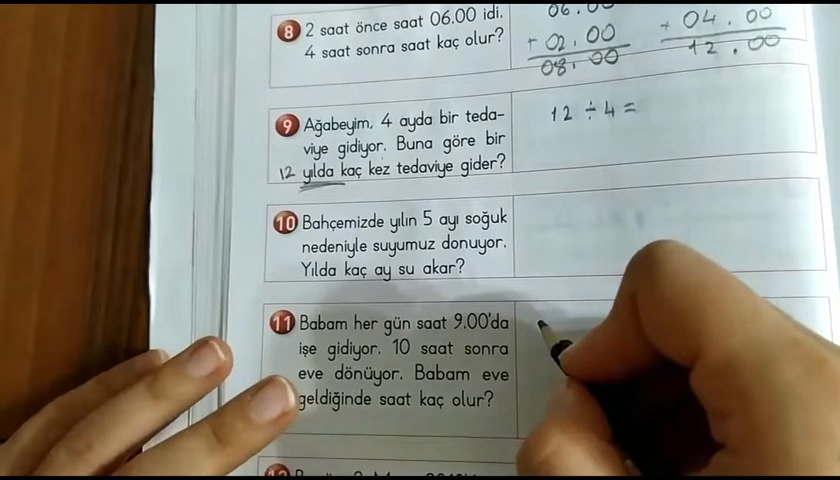 8 2 saat önce saat 06.00 idi.
4 saat sonra saat kaç olur?
06.00
+ 02.00
08.00
+ 04.00
12.00
9 Ağabeyim, 4 ayda bir teda-
viye gidiyor. Buna göre bir
12 yılda kaç kez tedaviye gider?
12 ÷ 4 =
10 Bahçemizde yılın 5 ayı soğuk
nedeniyle suyumuz donuyor.
Yılda kaç ay su akar?
11 Babam her gün saat 9.00'da
işe gidiyor. 10 saat sonra
eve dönüyor. Babam eve
geldiğinde saat kaç olur?